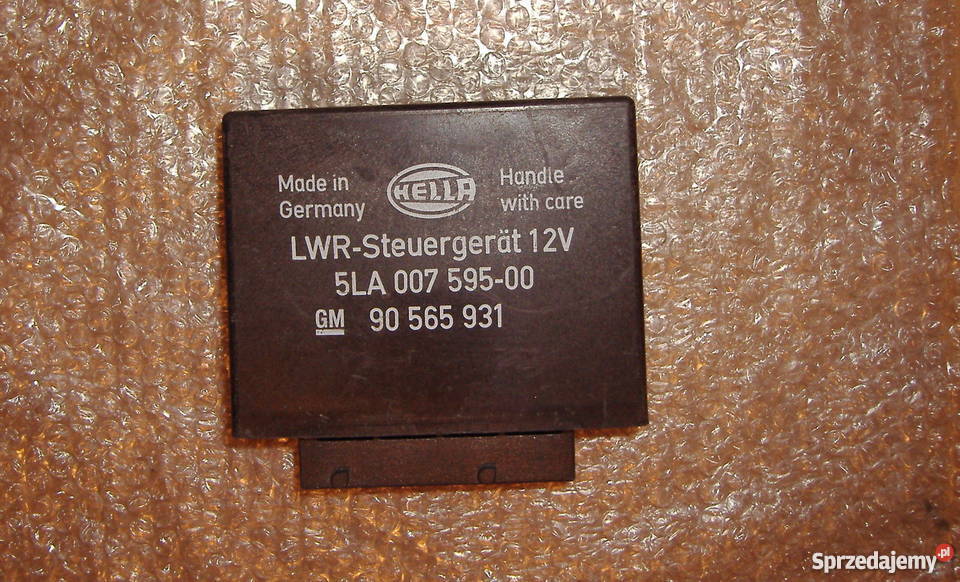 Made in
Germany
HELLA
Handle
with care
LWR-Steuergerät 12V
5LA 007 595-00
GM 90 565 931
Sprzedajemy.pl